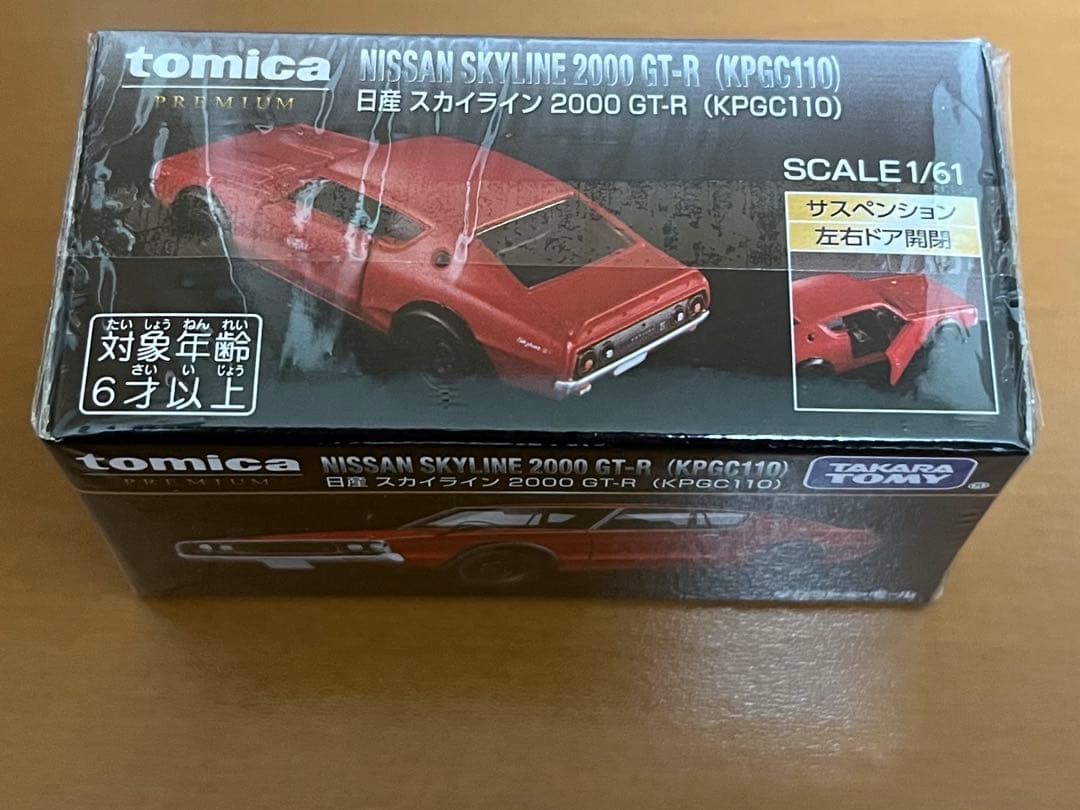 tomica
PREMIUM
NISSAN SKYLINE 2000 GT-R (KPGC110)
日産 スカイライン 2000 GT-R (KPGC110)
SCALE 1/61
サスペンション
左右ドア開閉
たいしょうねんれい
対象年齢
さいいじょう
6才以上
tomica
PREMIUM
NISSAN SKYLINE 2000 GT-R (KPGC110)
日産 スカイライン 2000 GT-R (KPGC110)
TAKARA
TOMY